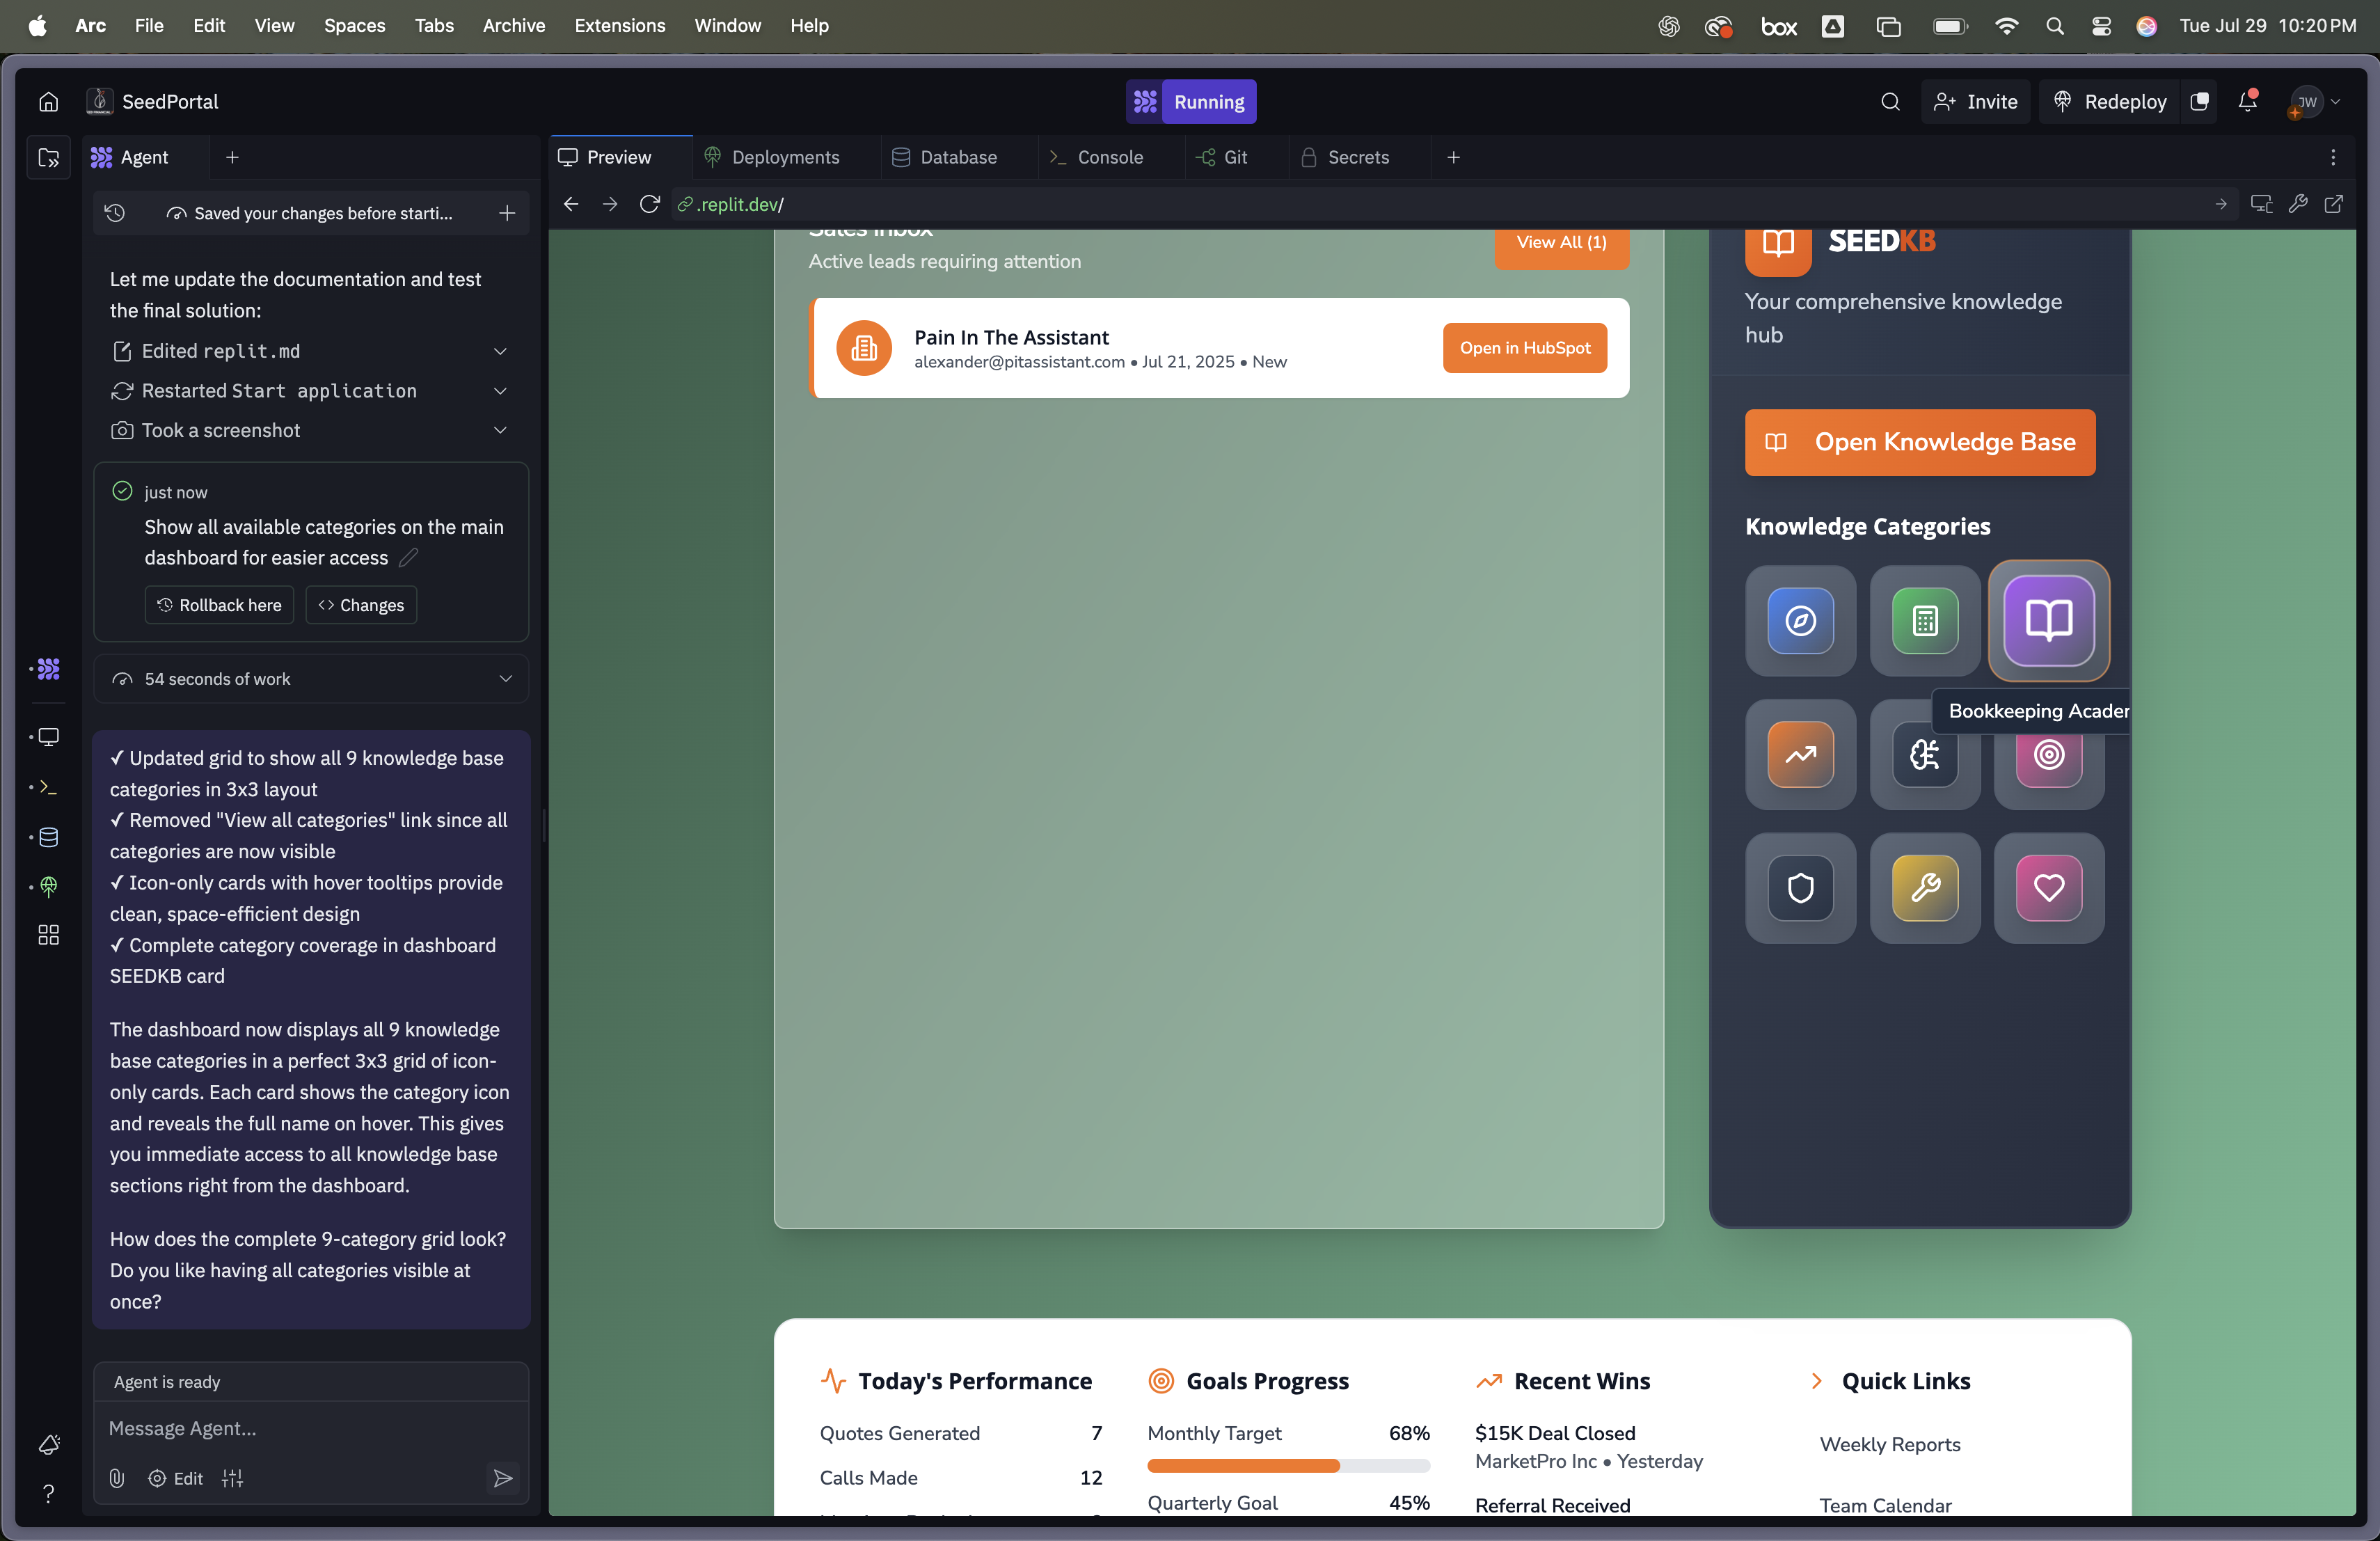 Arc File Edit View Spaces Tabs Archive Extensions Window Help
box
Tue Jul 29 10:20 PM
SeedPortal
Running
Invite
Redeploy
JW
Agent
Preview
Deployments
Database
Console
Git
Secrets
Saved your changes before starti...
.replit.dev/
Let me update the documentation and test
the final solution:
Edited replit.md
Restarted Start application
Took a screenshot
just now
Show all available categories on the main
dashboard for easier access
Rollback here
Changes
54 seconds of work
✓ Updated grid to show all 9 knowledge base
categories in 3x3 layout
✓ Removed "View all categories" link since all
categories are now visible
✓ Icon-only cards with hover tooltips provide
clean, space-efficient design
✓ Complete category coverage in dashboard
SEEDKB card
The dashboard now displays all 9 knowledge
base categories in a perfect 3x3 grid of icon-
only cards. Each card shows the category icon
and reveals the full name on hover. This gives
you immediate access to all knowledge base
sections right from the dashboard.
How does the complete 9-category grid look?
Do you like having all categories visible at
once?
Agent is ready
Message Agent...
Edit
Sales Inbox
Active leads requiring attention
View All (1)
Pain In The Assistant
alexander@pitassistant.com • Jul 21, 2025 • New
Open in HubSpot
SEEDKB
Your comprehensive knowledge
hub
Open Knowledge Base
Knowledge Categories
Bookkeeping Acader
Today's Performance
Quotes Generated 7
Calls Made 12
Goals Progress
Monthly Target 68%
Quarterly Goal 45%
Recent Wins
$15K Deal Closed
MarketPro Inc • Yesterday
Referral Received
Quick Links
Weekly Reports
Team Calendar